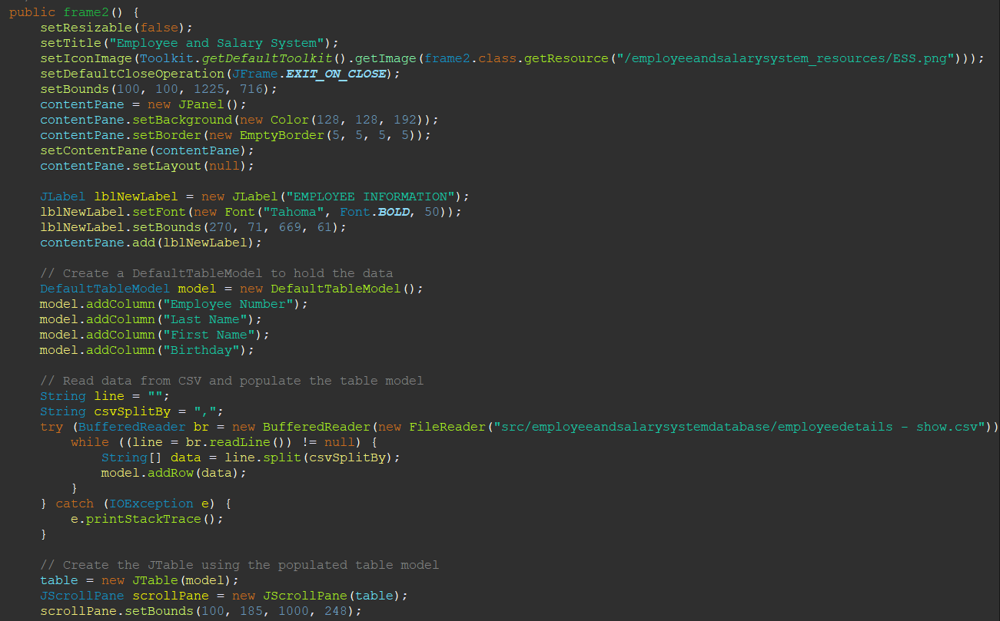 public frame2() {
    setResizable(false);
    setTitle("Employee and Salary System");
    setIconImage(Toolkit.getDefaultToolkit().getImage(frame2.class.getResource("/employeeandsalarysystem_resources/ESS.png")));
    setDefaultCloseOperation(JFrame.EXIT_ON_CLOSE);
    setBounds(100, 100, 1225, 716);
    contentPane = new JPanel();
    contentPane.setBackground(new Color(128, 128, 192));
    contentPane.setBorder(new EmptyBorder(5, 5, 5, 5));
    setContentPane(contentPane);
    contentPane.setLayout(null);

    JLabel lblNewLabel = new JLabel("EMPLOYEE INFORMATION");
    lblNewLabel.setFont(new Font("Tahoma", Font.BOLD, 50));
    lblNewLabel.setBounds(270, 71, 669, 61);
    contentPane.add(lblNewLabel);

    // Create a DefaultTableModel to hold the data
    DefaultTableModel model = new DefaultTableModel();
    model.addColumn("Employee Number");
    model.addColumn("Last Name");
    model.addColumn("First Name");
    model.addColumn("Birthday");

    // Read data from CSV and populate the table model
    String line = "";
    String csvSplitBy = ",";
    try (BufferedReader br = new BufferedReader(new FileReader("src/employeeandsalarysystemdatabase/employeedetails - show.csv"))
        while ((line = br.readLine()) != null) {
            String[] data = line.split(csvSplitBy);
            model.addRow(data);
        }
    } catch (IOException e) {
        e.printStackTrace();
    }

    // Create the JTable using the populated table model
    table = new JTable(model);
    JScrollPane scrollPane = new JScrollPane(table);
    scrollPane.setBounds(100, 185, 1000, 248);